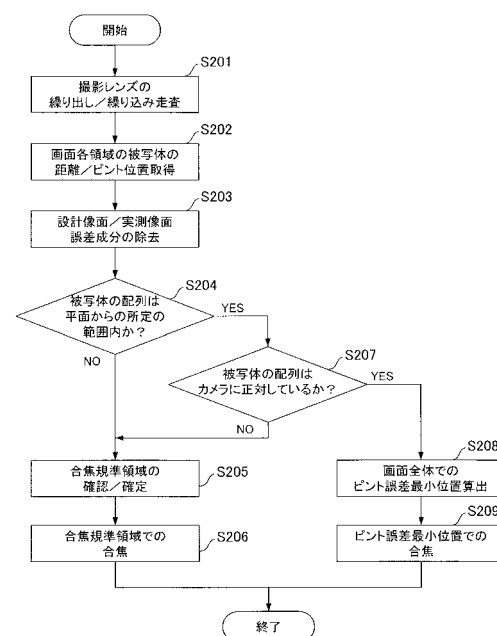 開始
S201
撮影レンズの
繰り出し／繰り込み走査
S202
画面各領域の被写体の
距離／ピント位置取得
S203
設計像面／実測像面
誤差成分の除去
S204
被写体の配列は
平面からの所定の
範囲内か？
YES
NO
S207
被写体の配列は
カメラに正対しているか？
YES
NO
S205
合焦規準領域の
確認／確定
S206
合焦規準領域での
合焦
S208
画面全体での
ピント誤差最小位置算出
S209
ピント誤差最小位置での
合焦
終了